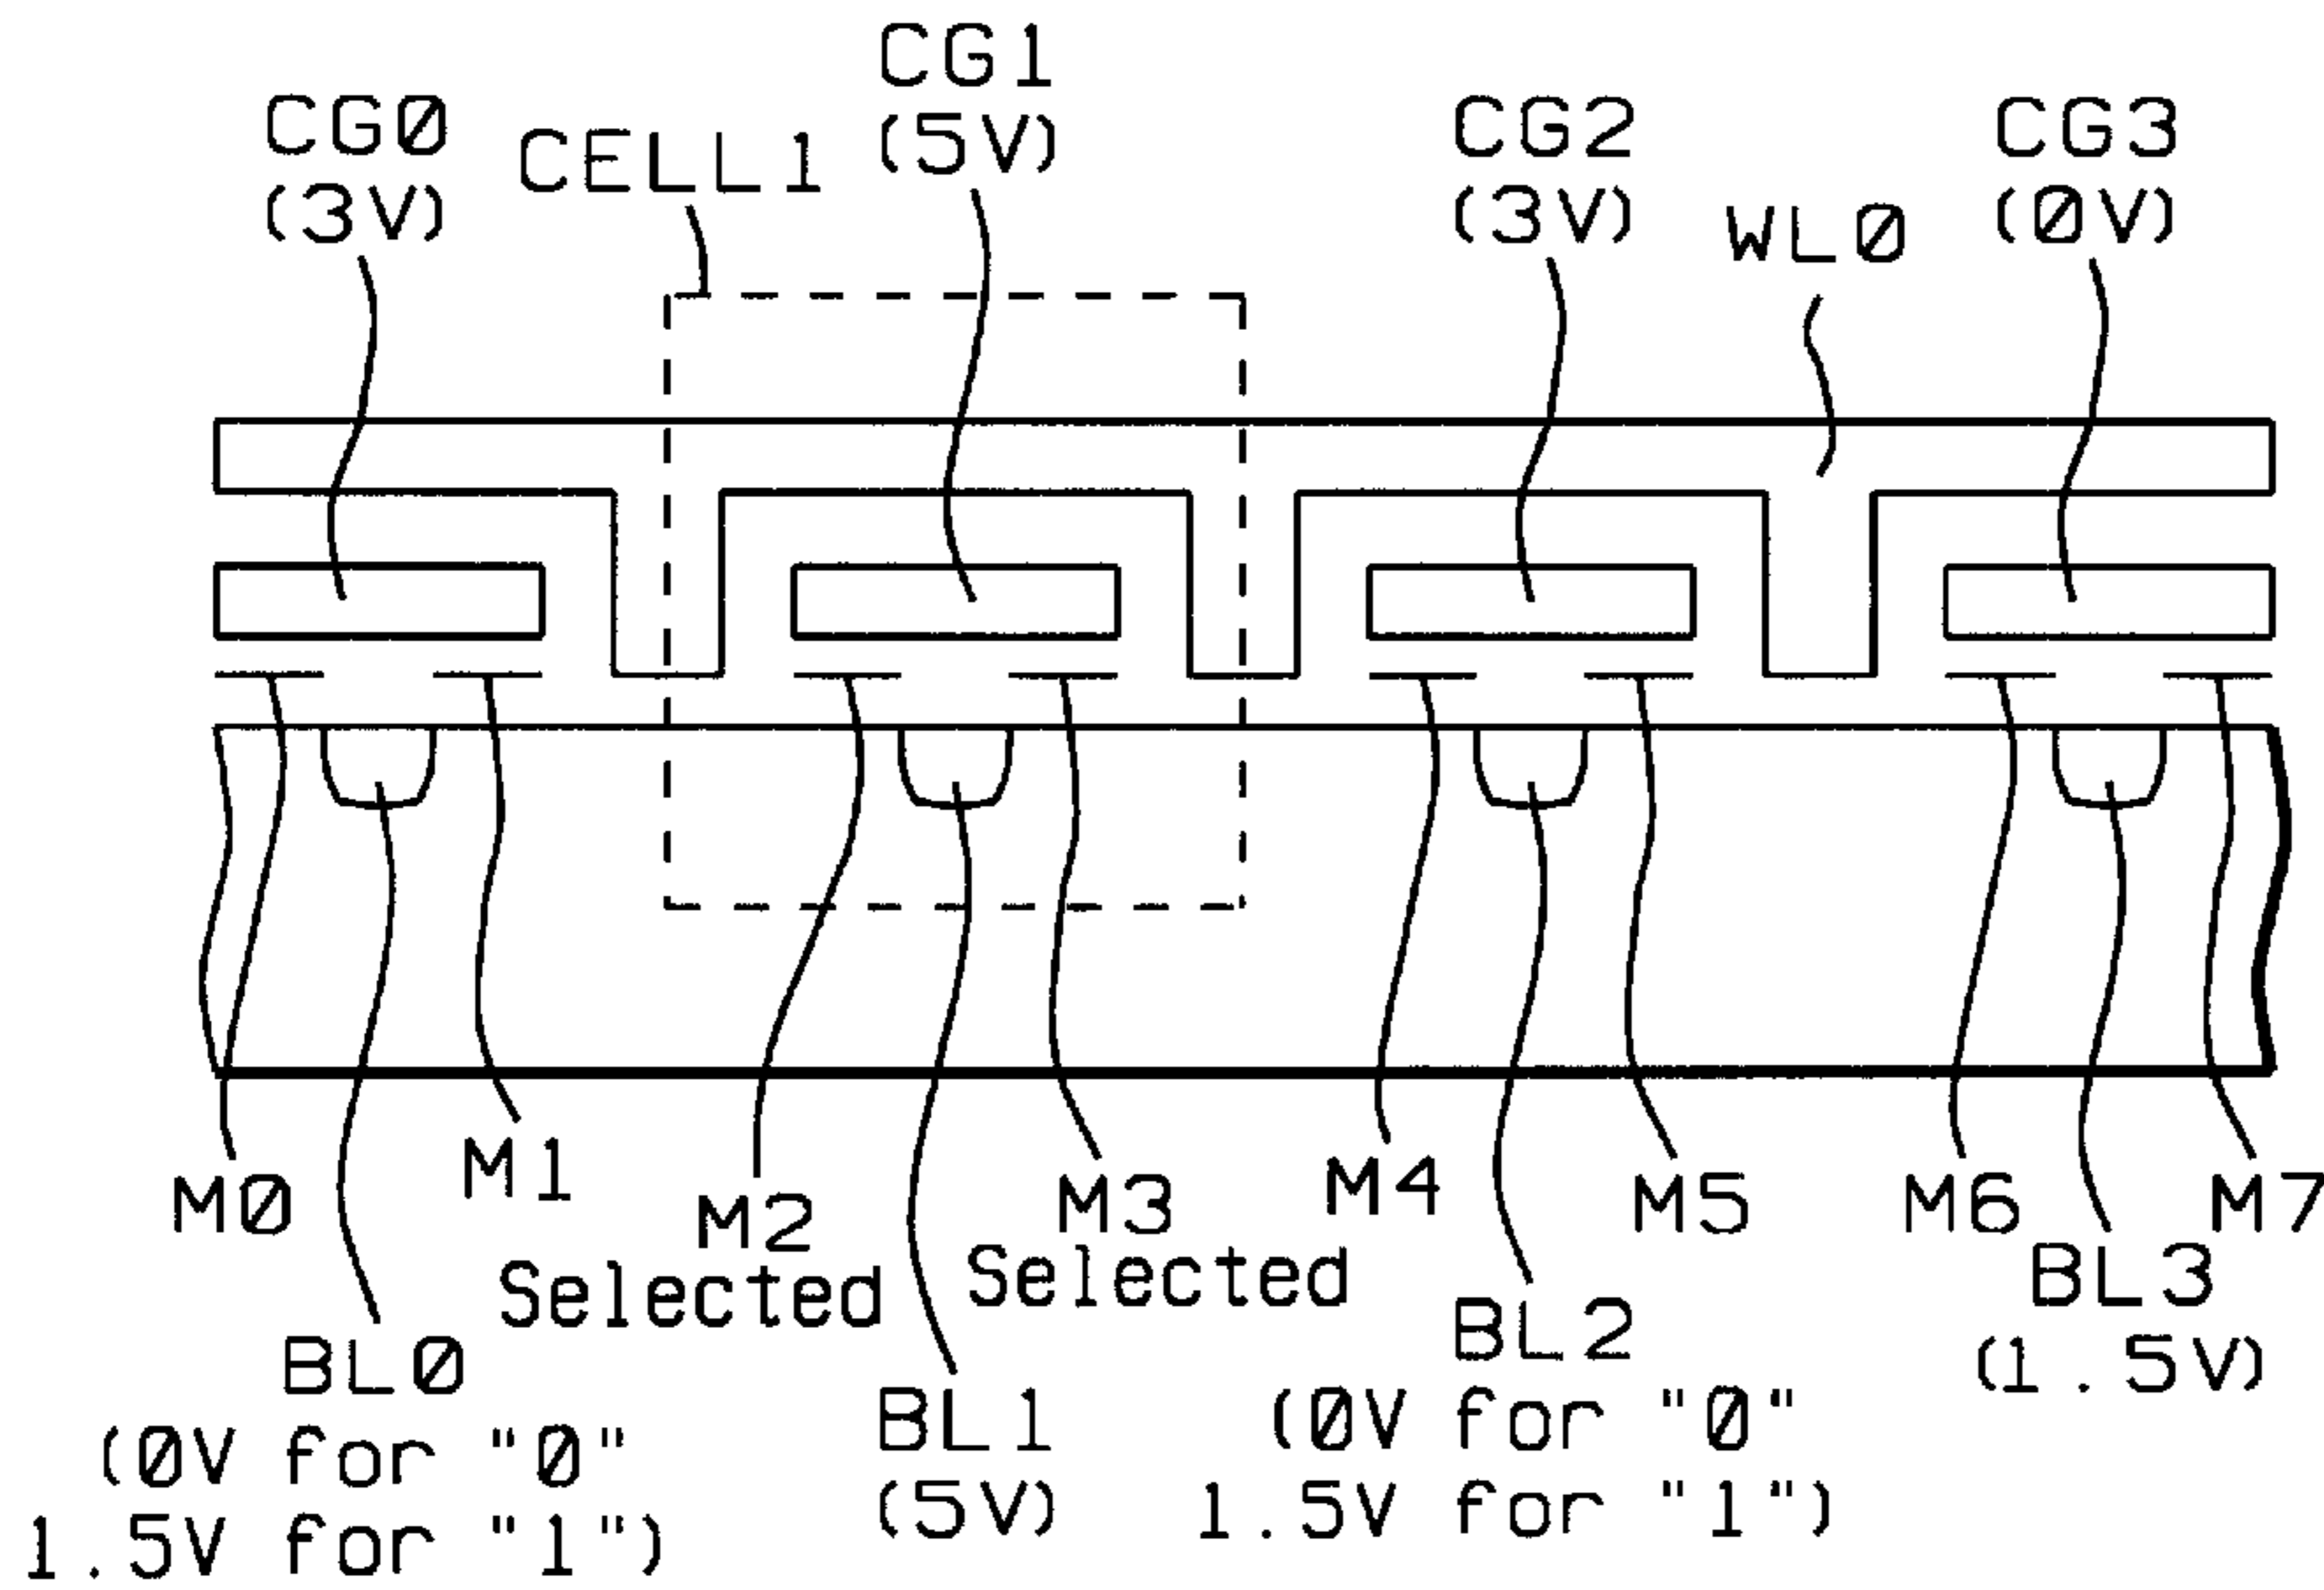 CG0
(3V)
CELL1
CG1
(5V)
CG2
(3V)
WL0
CG3
(0V)
M0
M1
M2
Selected
M3
Selected
M4
M5
M6
M7
BL0
(0V for "0"
1.5V for "1")
BL1
(5V)
BL2
(0V for "0"
1.5V for "1")
BL3
(1.5V)